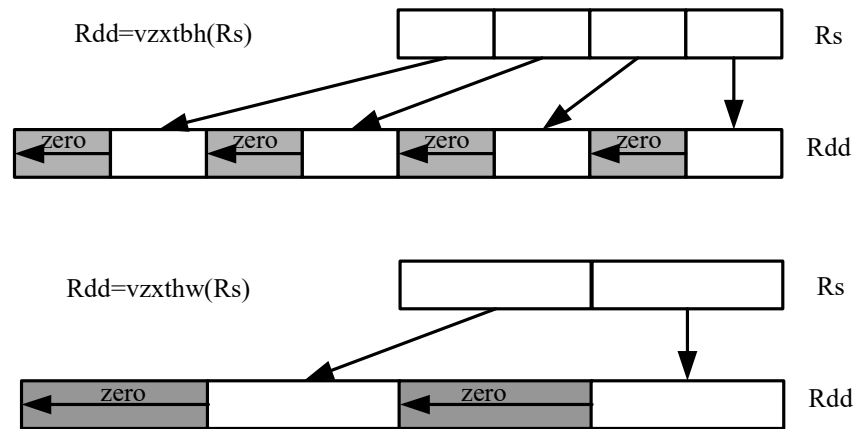 Rdd=vzxtbh(Rs) Rs
zero zero zero zero Rdd
Rdd=vzxthw(Rs) Rs
zero zero Rdd